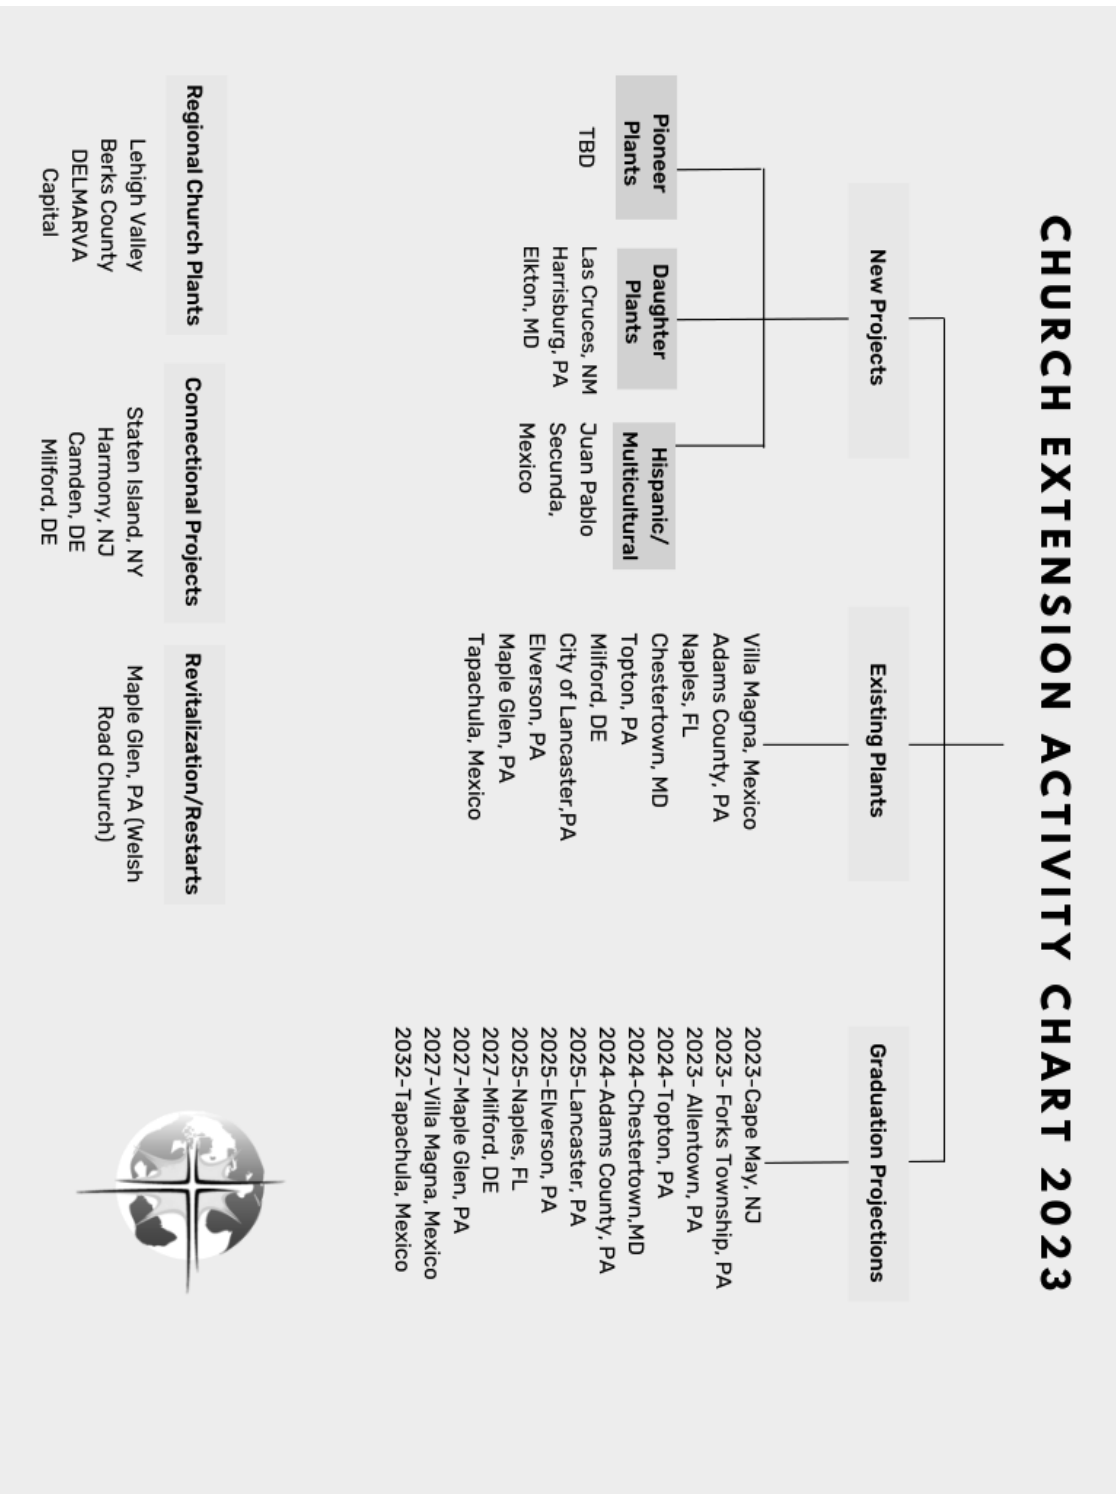 CHURCH EXTENSION ACTIVITY CHART 2023
New Projects
Pioneer
Plants
TBD
Daughter
Plants
Las Cruces, NM
Harrisburg, PA
Elkton, MD
Hispanic/
Multicultural
Juan Pablo
Secunda,
Mexico
Existing Plants
Villa Magna, Mexico
Adams County, PA
Naples, FL
Chestertown, MD
Topton, PA
Milford, DE
City of Lancaster,PA
Elverson, PA
Maple Glen, PA
Tapachula, Mexico
Graduation Projections
2023-Cape May, NJ
2023- Forks Township, PA
2023- Allentown, PA
2024-Topton, PA
2024-Chestertown,MD
2024-Adams County, PA
2025-Lancaster, PA
2025-Elverson, PA
2025-Naples, FL
2027-Milford, DE
2027-Maple Glen, PA
2027-Villa Magna, Mexico
2032-Tapachula, Mexico
Regional Church Plants
Lehigh Valley
Berks County
DELMARVA
Capital
Connectional Projects
Staten Island, NY
Harmony, NJ
Camden, DE
Milford, DE
Revitalization/Restarts
Maple Glen, PA (Welsh
Road Church)